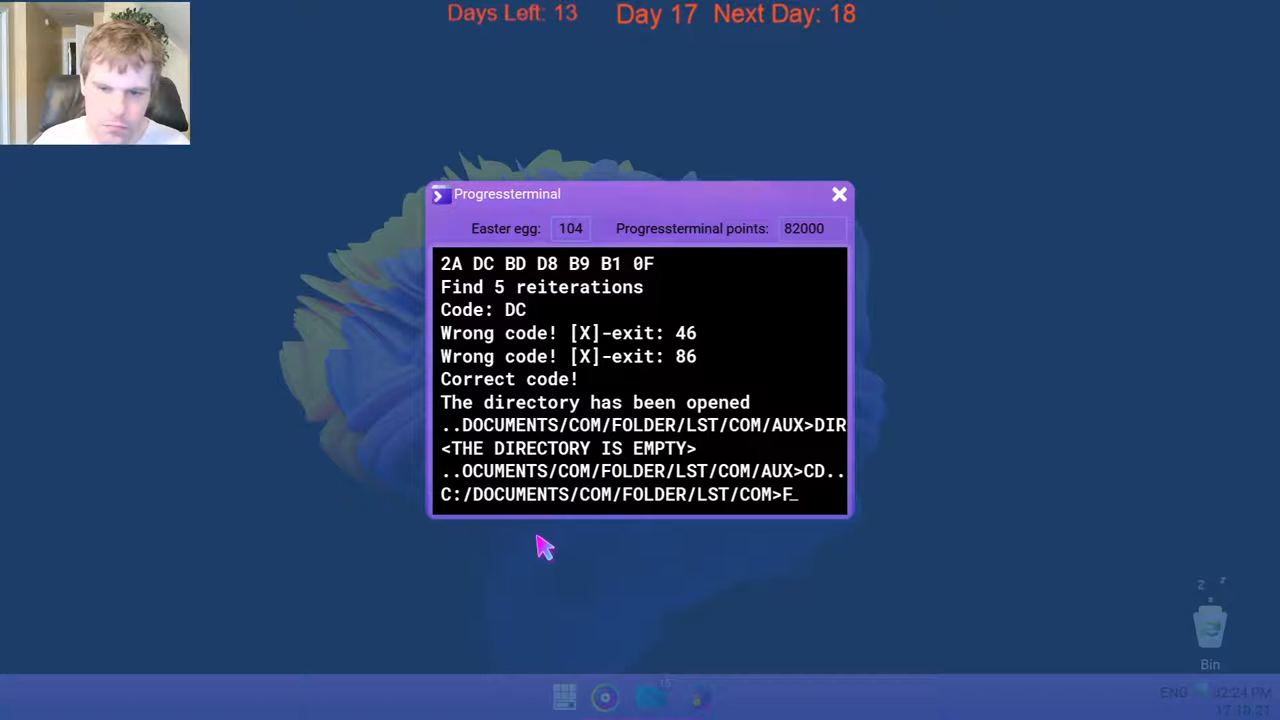 Days Left: 13 Day 17 Next Day: 18
Progressterminal
Easter egg: 104 Progressterminal points: 82000
2A DC BD D8 B9 B1 0F
Find 5 reiterations
Code: DC
Wrong code! [X]-exit: 46
Wrong code! [X]-exit: 86
Correct code!
The directory has been opened
..DOCUMENTS/COM/FOLDER/LST/COM/AUX>DIR
<THE DIRECTORY IS EMPTY>
..OCUMENTS/COM/FOLDER/LST/COM/AUX>CD..
C:/DOCUMENTS/COM/FOLDER/LST/COM>F_
Bin
15
ENG